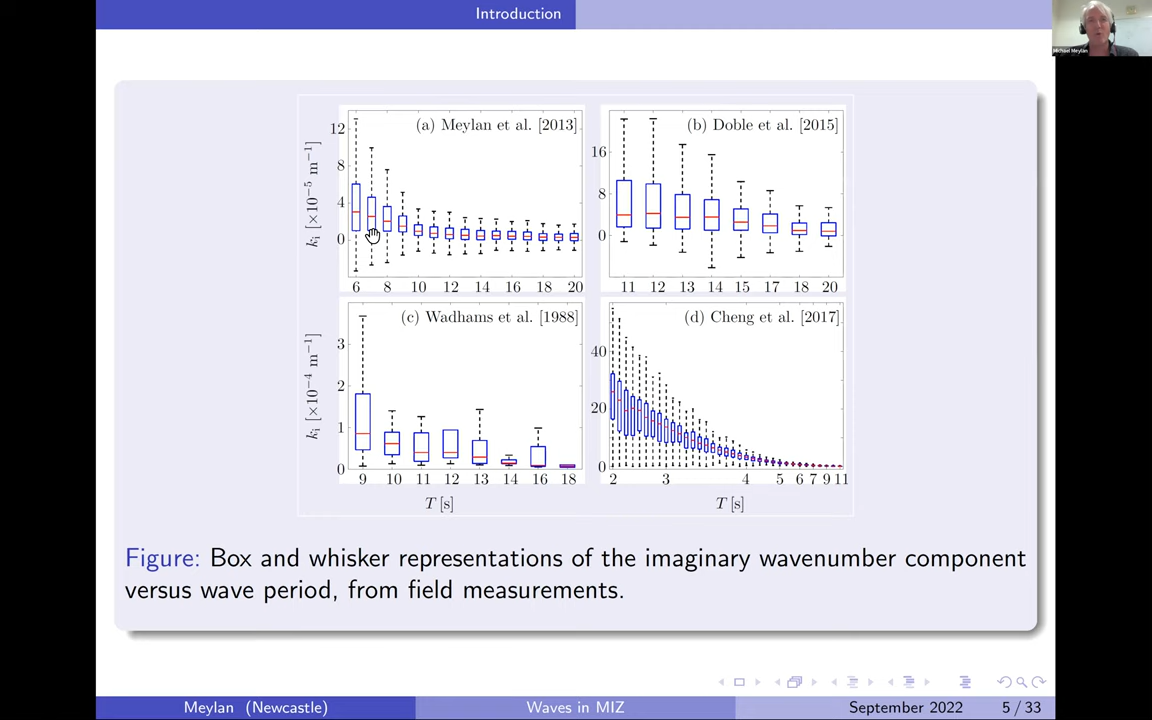 Introduction
Michael Meylan
(a) Meylan et al. [2013]
12
8
4
0
k_i [×10^−5 m^−1]
6 8 10 12 14 16 18 20
(b) Doble et al. [2015]
16
8
0
11 12 13 14 15 17 18 20
(c) Wadhams et al. [1988]
3
2
1
0
k_i [×10^−4 m^−1]
9 10 11 12 13 14 16 18
T [s]
(d) Cheng et al. [2017]
40
20
0
2 3 4 5 6 7 9 11
T [s]
Figure: Box and whisker representations of the imaginary wavenumber component
versus wave period, from field measurements.
Meylan (Newcastle) Waves in MIZ September 2022 5 / 33